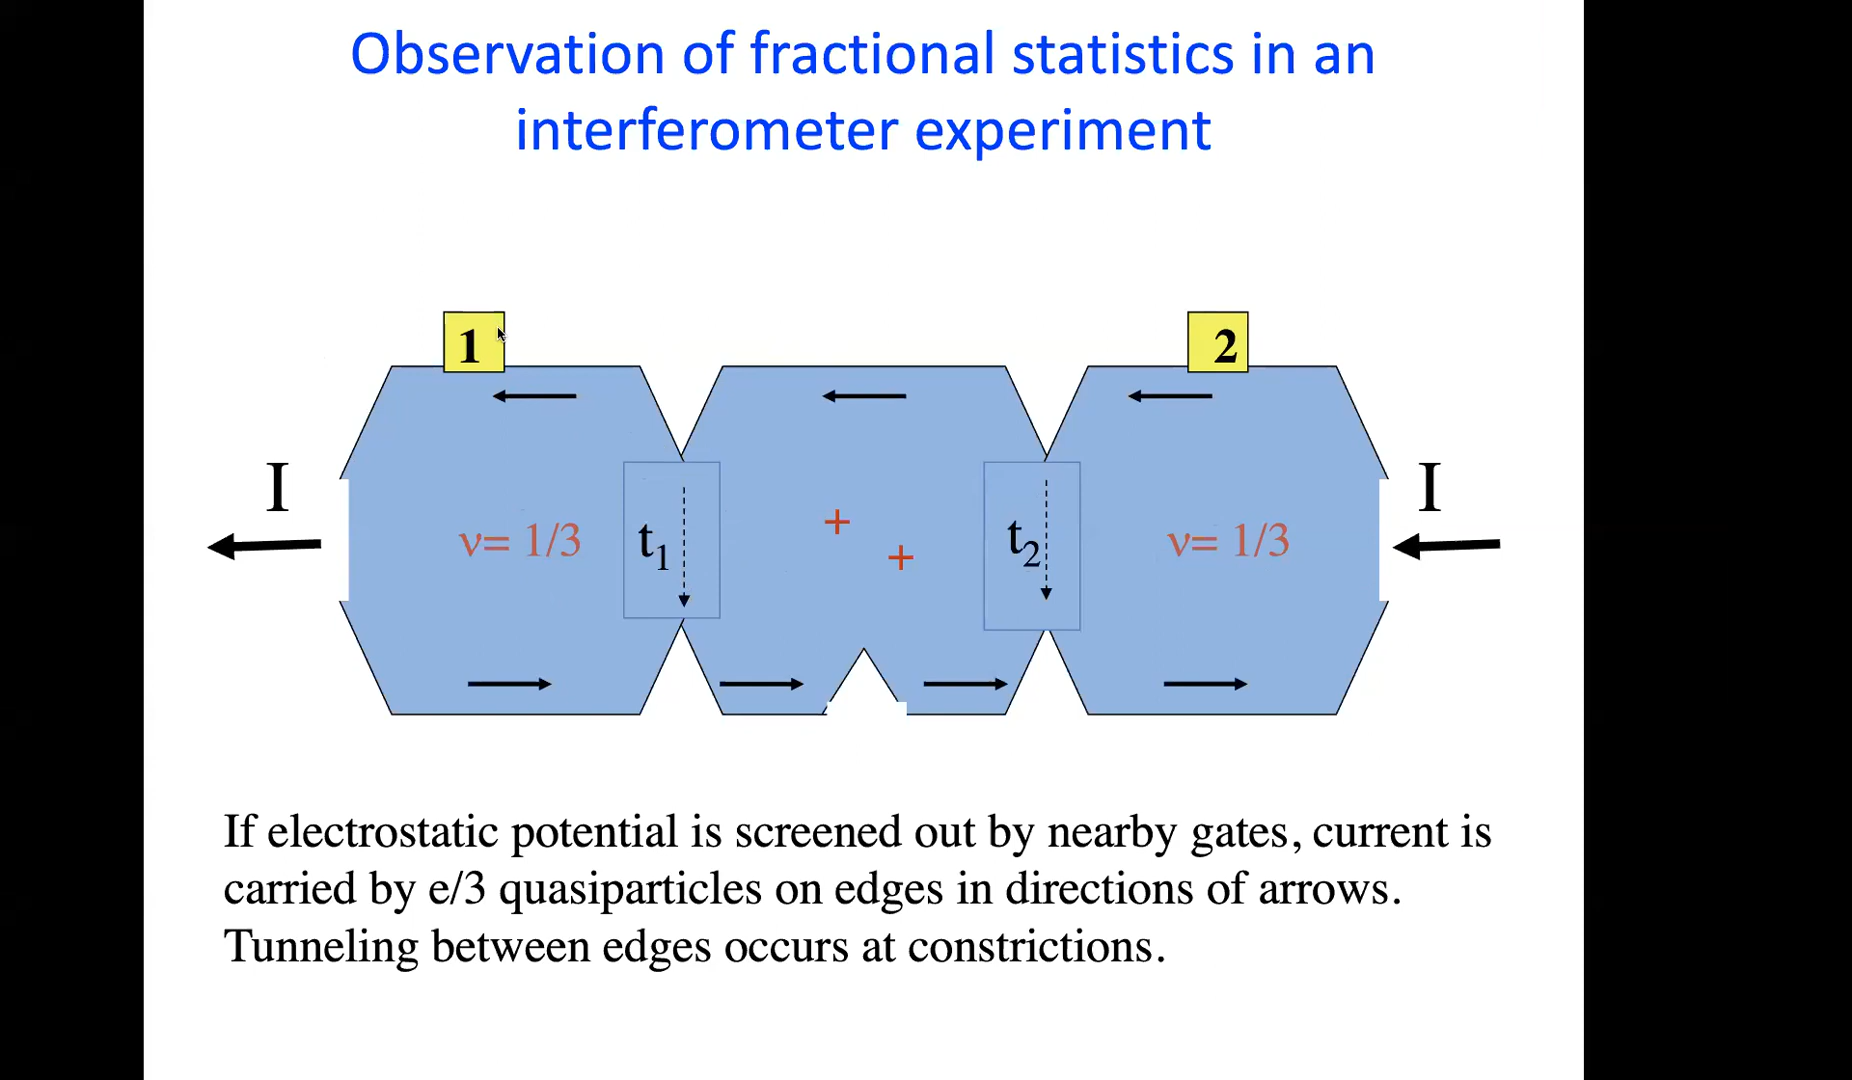 Observation of fractional statistics in an
interferometer experiment
1
2
I
I
ν= 1/3
t₁
+
+
t₂
ν= 1/3
If electrostatic potential is screened out by nearby gates, current is
carried by e/3 quasiparticles on edges in directions of arrows.
Tunneling between edges occurs at constrictions.